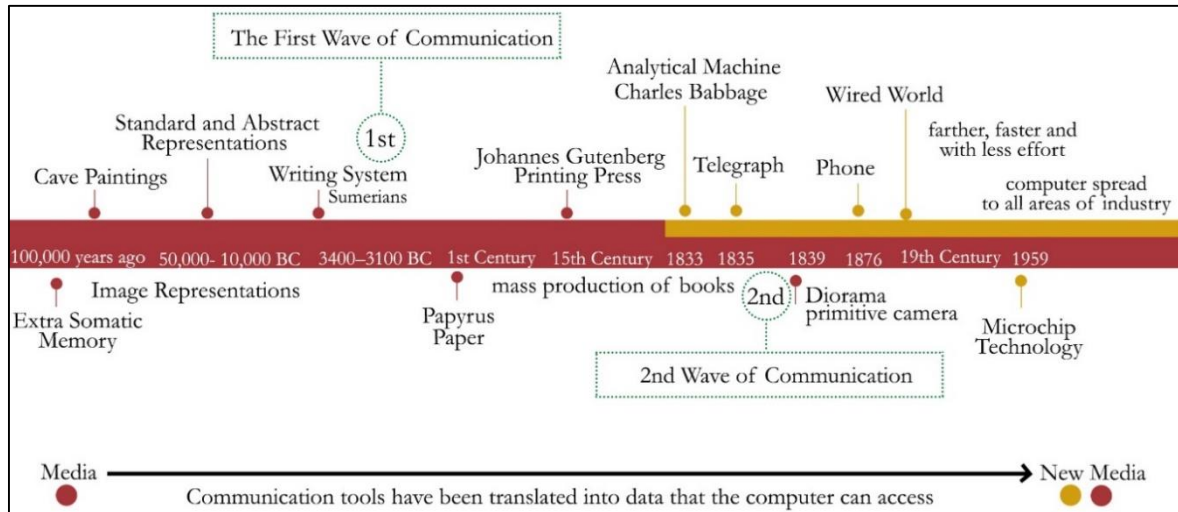 The First Wave of Communication
1st
Analytical Machine
Charles Babbage
Wired World
Standard and Abstract
Representations
farther, faster and
with less effort
Cave Paintings
Writing System
Sumerians
Johannes Gutenberg
Printing Press
Telegraph
Phone
computer spread
to all areas of industry
100,000 years ago
50,000- 10,000 BC
3400–3100 BC
1st Century
15th Century
1833
1835
1839
1876
19th Century
1959
Image Representations
mass production of books
2nd
Extra Somatic
Memory
Papyrus
Paper
Diorama
primitive camera
Microchip
Technology
2nd Wave of Communication
Media
New Media
Communication tools have been translated into data that the computer can access